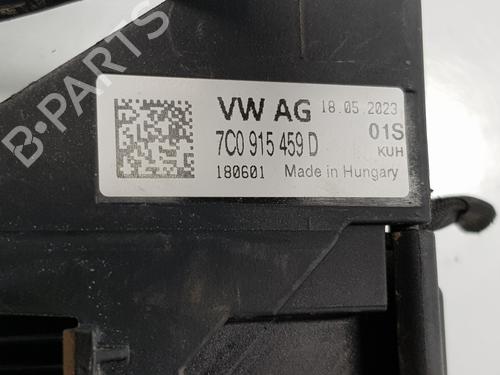 B-PARTS
VW AG 18.05.2023
7C0 915 459 D 01S
KUH
180601 Made in Hungary